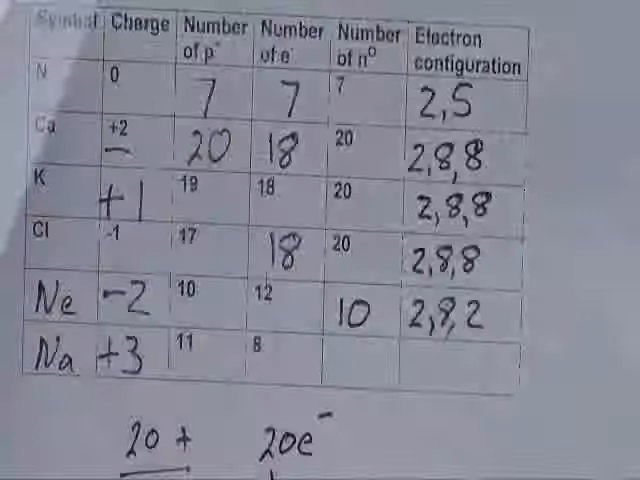 Symbol Charge Number of p⁺ Number of e⁻ Number of n⁰ Electron configuration
N 0 7 7 7 2,5
Ca +2 20 18 20 2,8,8
K +1 19 18 20 2,8,8
Cl -1 17 18 20 2,8,8
Ne -2 10 12 10 2,8,2
Na +3 11 8
20 + 20e⁻